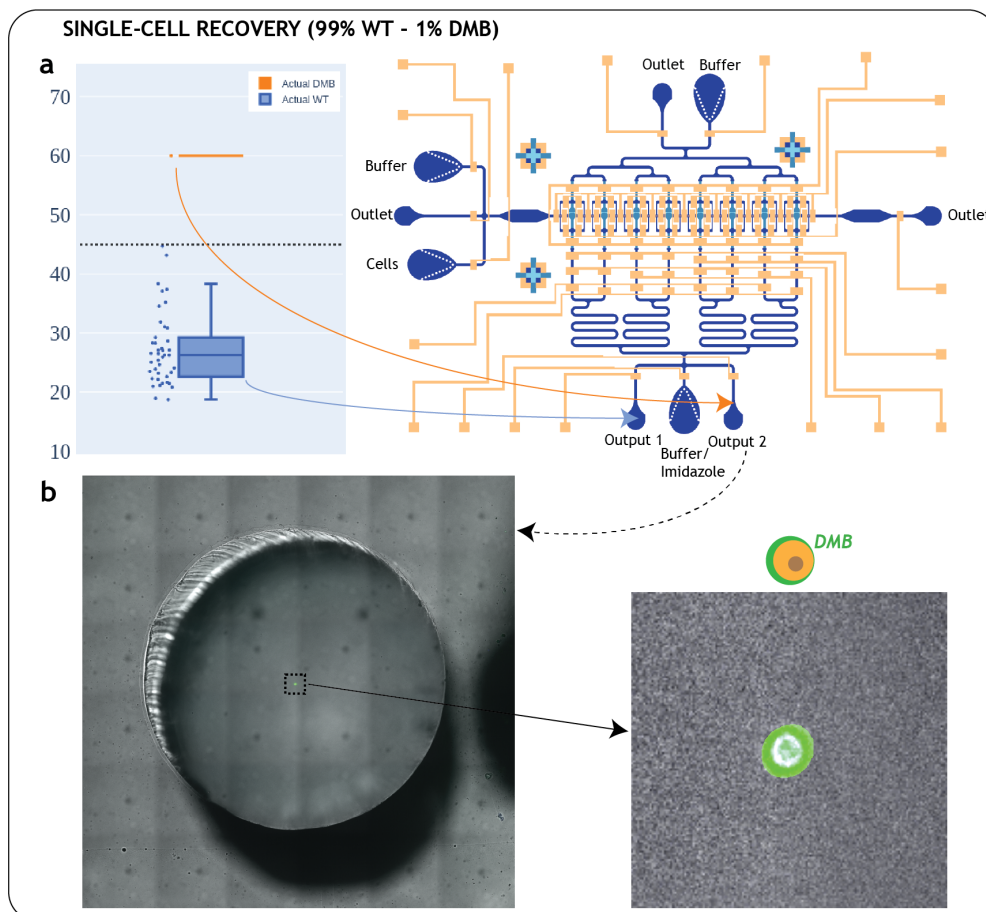 SINGLE-CELL RECOVERY (99% WT - 1% DMB)
a
70
60
50
40
30
20
10
Actual DMB
Actual WT
Outlet
Buffer
Buffer
Outlet
Outlet
Cells
Output 1
Output 2
Buffer/
Imidazole
b
DMB